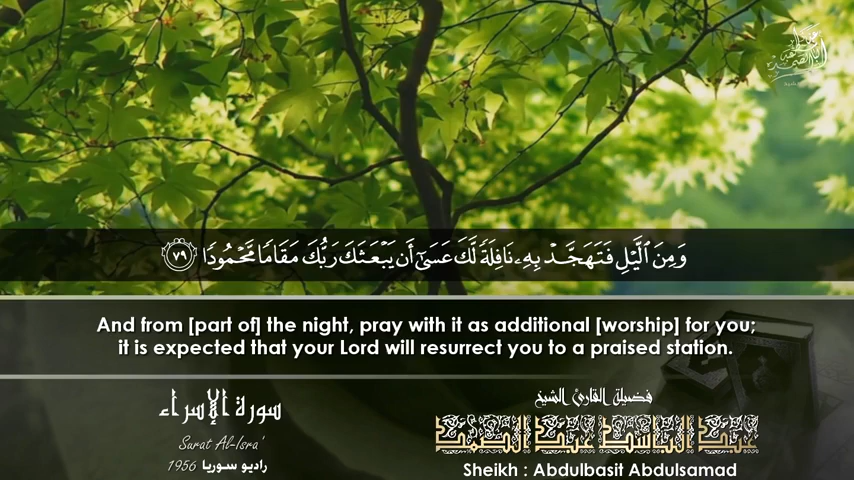 وَمِنَ ٱلَّيْلِ فَتَهَجَّدْ بِهِۦ نَافِلَةً لَّكَ عَسَىٰٓ أَن يَبْعَثَكَ رَبُّكَ مَقَامًا مَّحْمُودًا ٧٩
And from [part of] the night, pray with it as additional [worship] for you;
it is expected that your Lord will resurrect you to a praised station.
سورة الإسراء
Surat Al-Isra'
راديو سوريا 1956
فضيلة القارئ الشيخ
عبد الباسط عبد الصمد
Sheikh : Abdulbasit Abdulsamad